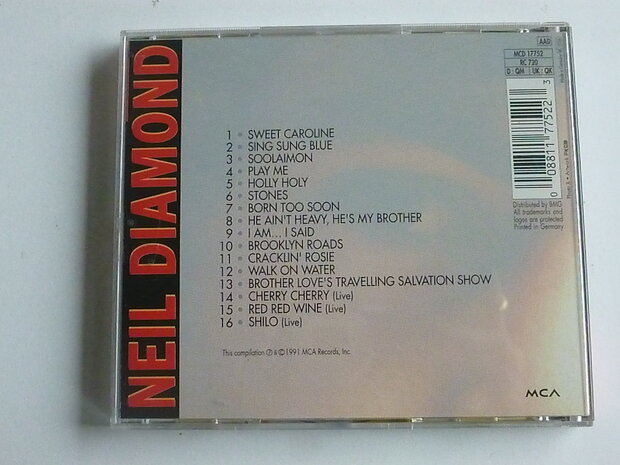 NEIL DIAMOND
AAD
MCD 17752
RC 720
D : QM UK : QK
0 08811 77522 3
1 • SWEET CAROLINE
2 • SING SUNG BLUE
3 • SOOLAIMON
4 • PLAY ME
5 • HOLLY HOLY
6 • STONES
7 • BORN TOO SOON
8 • HE AIN'T HEAVY, HE'S MY BROTHER
9 • I AM... I SAID
10 • BROOKLYN ROADS
11 • CRACKLIN' ROSIE
12 • WALK ON WATER
13 • BROTHER LOVE'S TRAVELLING SALVATION SHOW
14 • CHERRY CHERRY (Live)
15 • RED RED WINE (Live)
16 • SHILO (Live)
Distributed by BMG
All trademarks and
logos are protected
Printed in Germany
This compilation ℗ & © 1991 MCA Records, Inc.
MCA